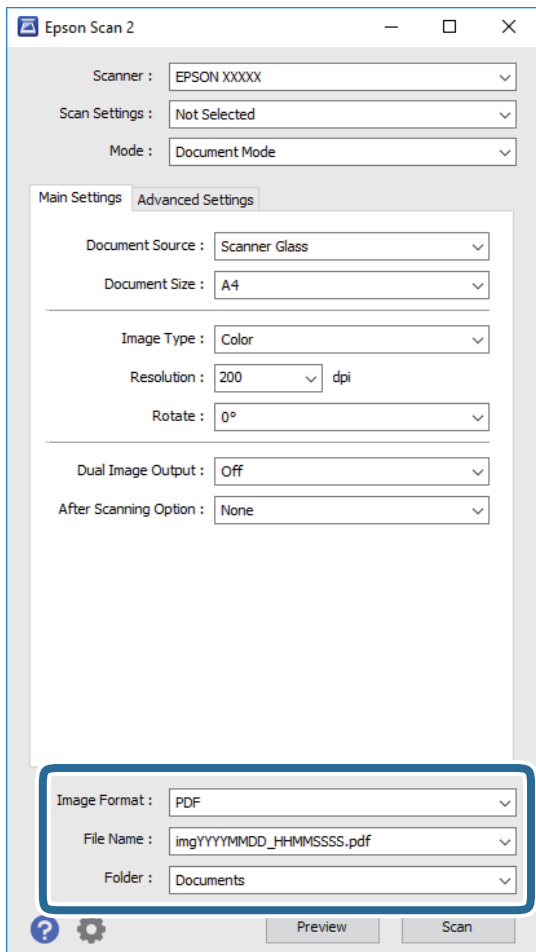 Epson Scan 2
Scanner : EPSON XXXXX
Scan Settings : Not Selected
Mode : Document Mode
Main Settings Advanced Settings
Document Source : Scanner Glass
Document Size : A4
Image Type : Color
Resolution : 200 dpi
Rotate : 0°
Dual Image Output : Off
After Scanning Option : None
Image Format : PDF
File Name : imgYYYYMMDD_HHMMSSSS.pdf
Folder : Documents
? Preview Scan